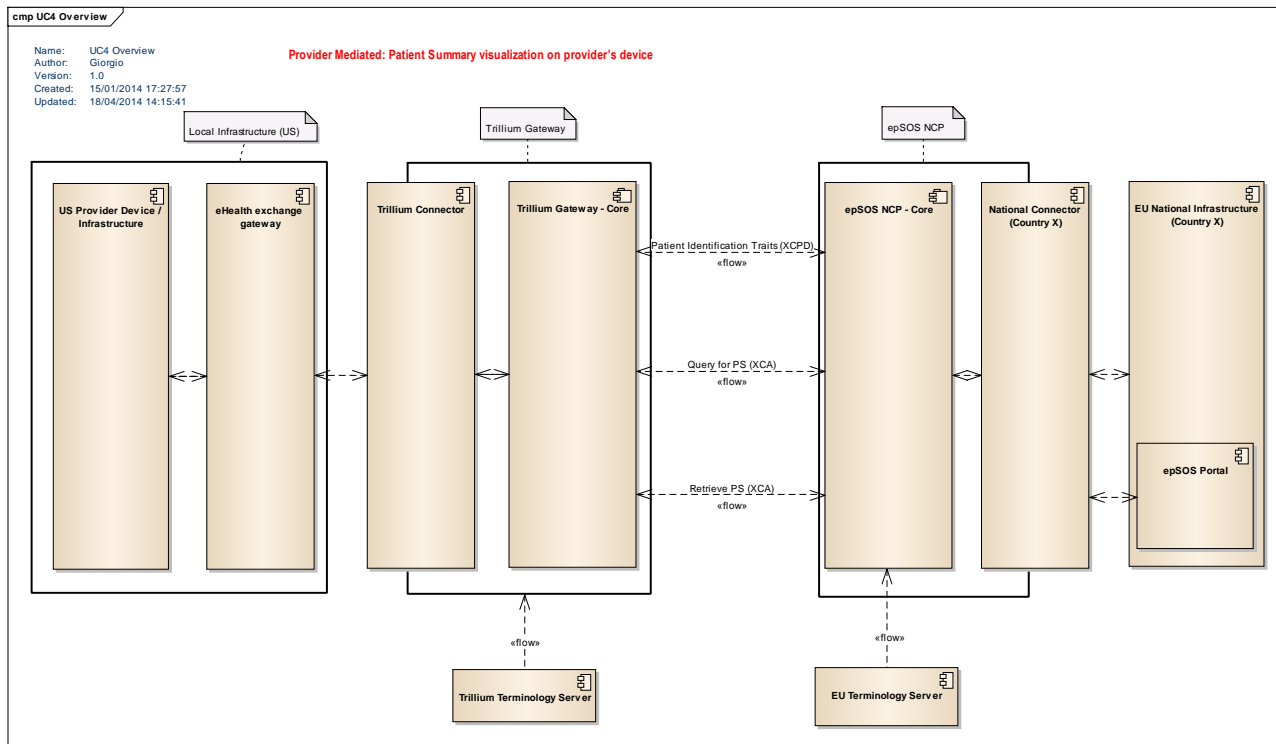 cmp UC4 Overview
Name: UC4 Overview
Author: Giorgio
Version: 1.0
Created: 15/01/2014 17:27:57
Updated: 18/04/2014 14:15:41
Provider Mediated: Patient Summary visualization on provider's device
Local Infrastructure (US)
Trillium Gateway
epSOS NCP
US Provider Device /
Infrastructure
eHealth exchange
gateway
Trillium Connector
Trillium Gateway - Core
epSOS NCP - Core
National Connector
(Country X)
EU National Infrastructure
(Country X)
Patient Identification Traits (XCPD)
«flow»
Query for PS (XCA)
«flow»
Retrieve PS (XCA)
«flow»
epSOS Portal
«flow»
«flow»
Trillium Terminology Server
EU Terminology Server